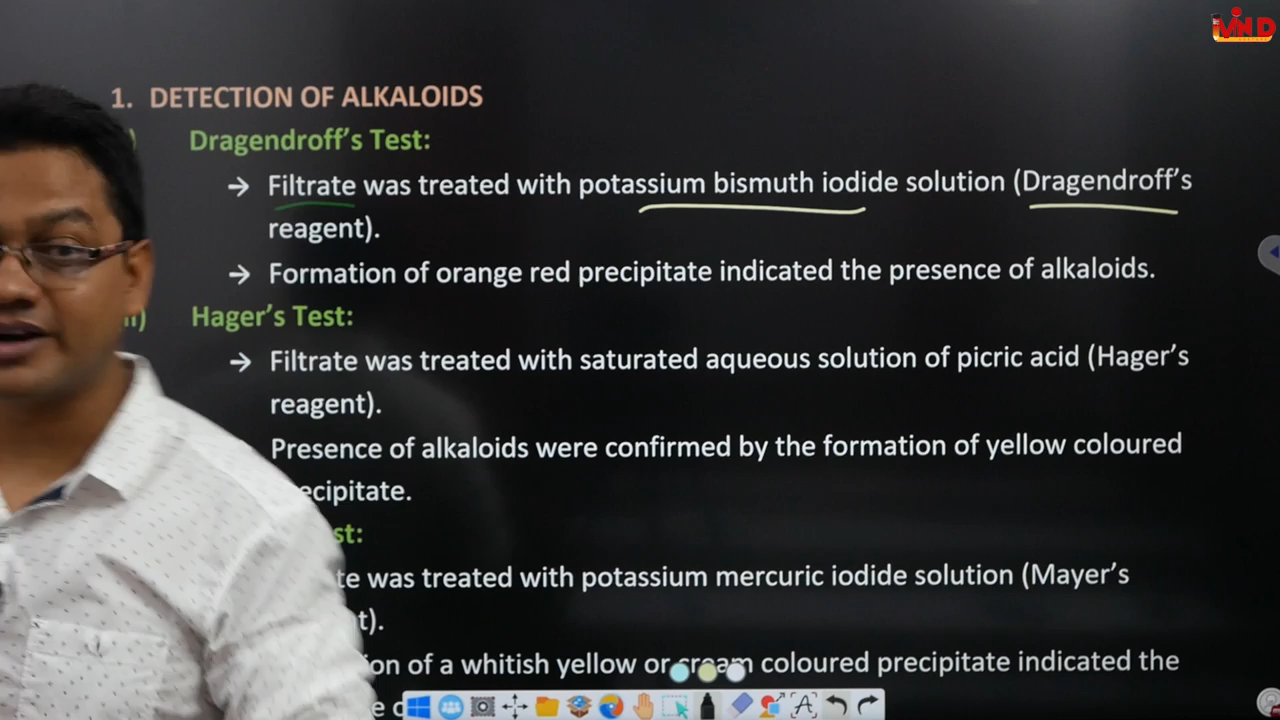 MND
1. DETECTION OF ALKALOIDS
) Dragendroff's Test:
→ Filtrate was treated with potassium bismuth iodide solution (Dragendroff's
reagent).
→ Formation of orange red precipitate indicated the presence of alkaloids.
) Hager's Test:
→ Filtrate was treated with saturated aqueous solution of picric acid (Hager's
reagent).
Presence of alkaloids were confirmed by the formation of yellow coloured
ecipitate.
st:
te was treated with potassium mercuric iodide solution (Mayer's
t).
ion of a whitish yellow or cream coloured precipitate indicated the